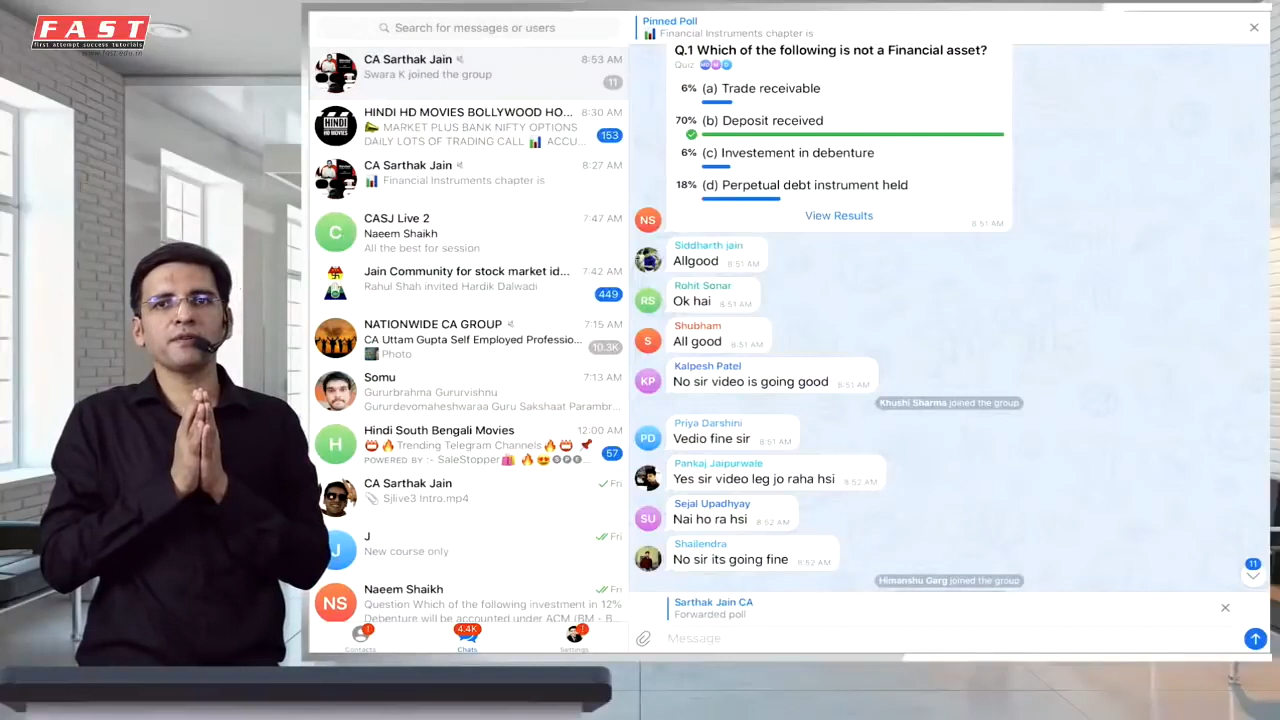 FAST
first attempt success tutorials
www.fast.edu.in
Search for messages or users
CA Sarthak Jain
8:53 AM
Swara K joined the group
11
HINDI HD MOVIES BOLLYWOOD HO...
8:30 AM
HINDI
HD MOVIES
MARKET PLUS BANK NIFTY OPTIONS
DAILY LOTS OF TRADING CALL 📊 ACCU...
153
CA Sarthak Jain
8:27 AM
📊 Financial Instruments chapter is
C
CASJ Live 2
7:47 AM
Naeem Shaikh
All the best for session
Jain Community for stock market id...
7:42 AM
Rahul Shah invited Hardik Dalwadi
449
NATIONWIDE CA GROUP
7:15 AM
CA Uttam Gupta Self Employed Professio...
Photo
10.3K
Somu
7:13 AM
Gururbrahma Gururvishnu
Gururdevomaheshwaraa Guru Sakshaat Parambr...
H
Hindi South Bengali Movies
12:00 AM
Trending Telegram Channels
POWERED BY :- SaleStopper
57
CA Sarthak Jain
Fri
Sjlive3 Intro.mp4
J
J
Fri
New course only
NS
Naeem Shaikh
Fri
Question Which of the following investment in 12%
Debenture will be accounted under ACM (BM - B...
1
4.4K
!
Contacts
Chats
Settings
Pinned Poll
📊 Financial Instruments chapter is
Q.1 Which of the following is not a Financial asset?
Quiz
6% (a) Trade receivable
70% (b) Deposit received
6% (c) Investement in debenture
18% (d) Perpetual debt instrument held
View Results
8:51 AM
NS
Siddharth jain
Allgood 8:51 AM
Rohit Sonar
RS
Ok hai 8:51 AM
Shubham
S
All good 8:51 AM
Kalpesh Patel
KP
No sir video is going good 8:51 AM
Khushi Sharma joined the group
Priya Darshini
PD
Vedio fine sir 8:51 AM
Pankaj Jaipurwale
Yes sir video leg jo raha hsi 8:52 AM
Sejal Upadhyay
SU
Nai ho ra hsi 8:52 AM
Shailendra
No sir its going fine 8:52 AM
11
Himanshu Garg joined the group
Sarthak Jain CA
Forwarded poll
Message